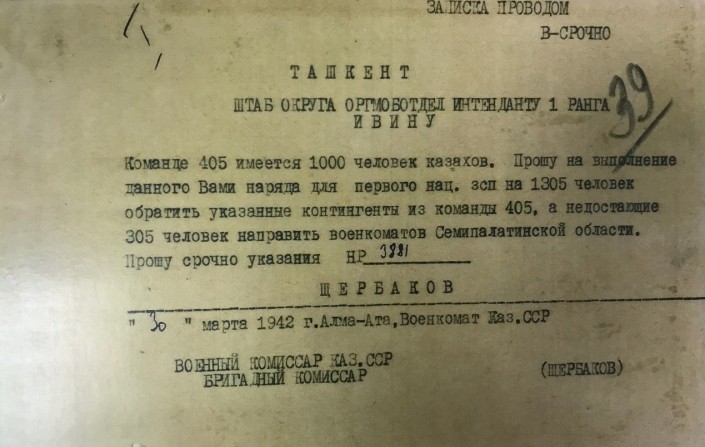 ЗАПИСКА ПРОВОДОМ
В-СРОЧНО
ТАШКЕНТ
39
ШТАБ ОКРУГА ОРГМОБОТДЕЛ ИНТЕНДАНТУ 1 РАНГА
ИВИНУ
Команде 405 имеется 1000 человек казахов. Прошу на выполнение
данного Вами наряда для первого нац. зсп на 1305 человек
обратить указанные контингенты из команды 405, а недостающие
305 человек направить военкоматов Семипалатинской области.
Прошу срочно указания НР 3881
ЩЕРБАКОВ
" 30 " марта 1942 г.Алма-Ата, Военкомат Каз.ССР
ВОЕННЫЙ КОМИССАР КАЗ.ССР
БРИГАДНЫЙ КОМИССАР (ЩЕРБАКОВ)